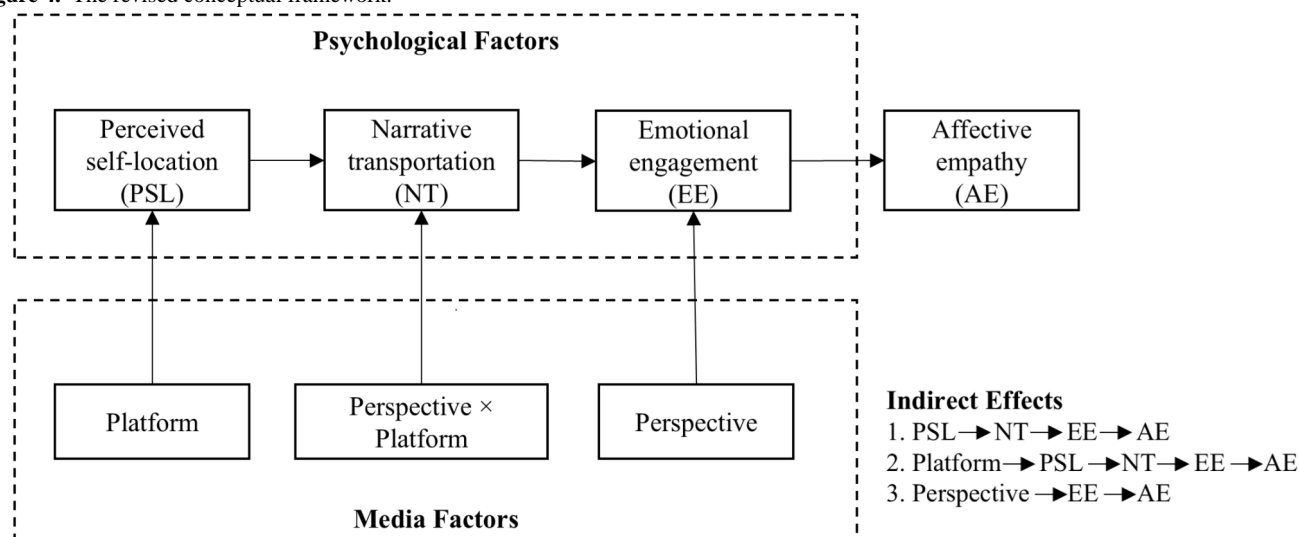 Figure 4. The revised conceptual framework.
Psychological Factors
Perceived
self-location
(PSL)
Narrative
transportation
(NT)
Emotional
engagement
(EE)
Affective
empathy
(AE)
Platform
Perspective ×
Platform
Perspective
Media Factors
Indirect Effects
1. PSL→NT→EE→AE
2. Platform→PSL→NT→EE→AE
3. Perspective→EE→AE